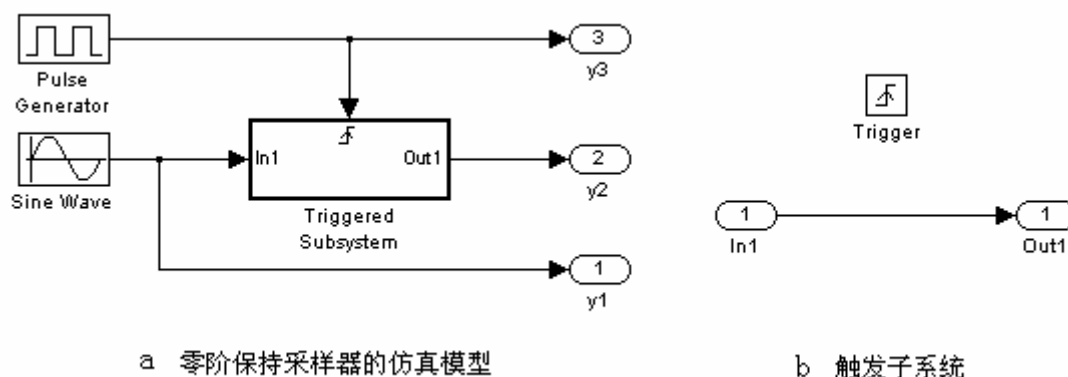 3
y3
Pulse
Generator
Trigger
In1
Out1
2
y2
Sine Wave
Triggered
Subsystem
1
In1
1
Out1
1
y1
a 零阶保持采样器的仿真模型
b 触发子系统